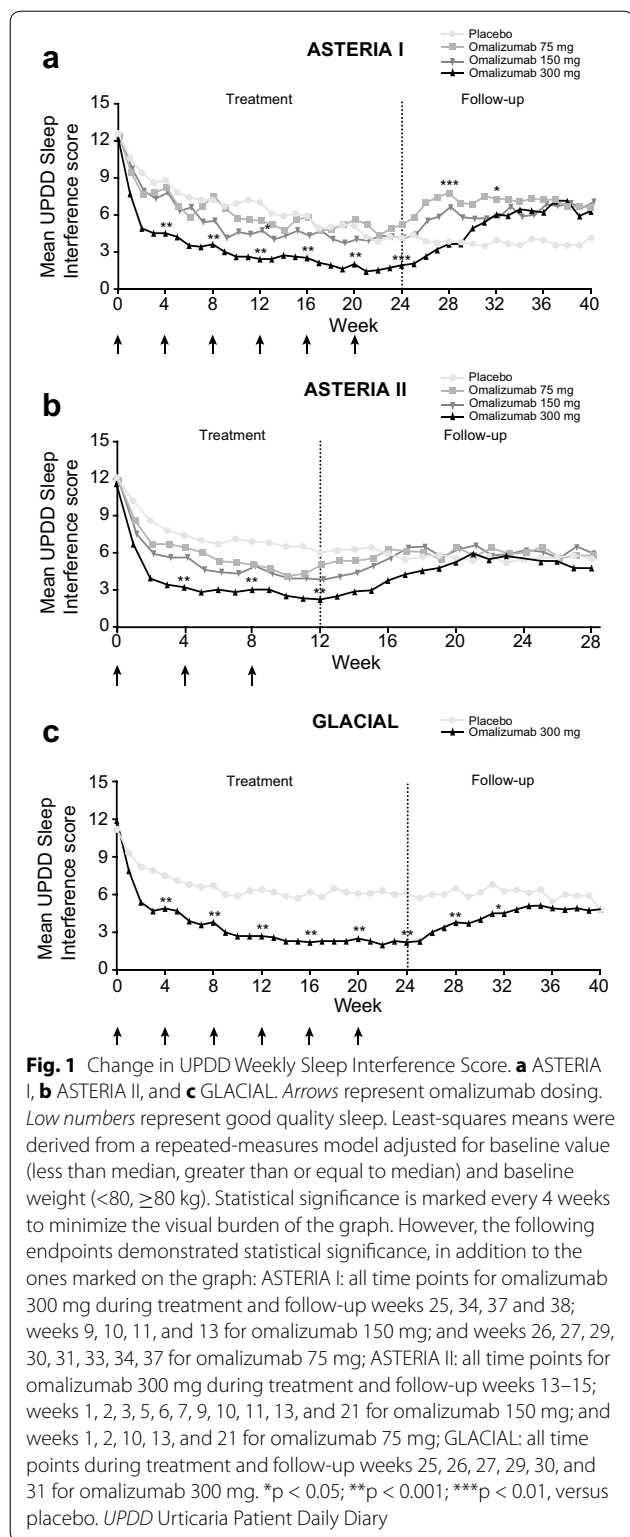 a
ASTERIA I
Placebo
Omalizumab 75 mg
Omalizumab 150 mg
Omalizumab 300 mg
Treatment
Follow-up
Mean UPDD Sleep
Interference score
15
12
9
6
3
0
** ** ** * ** ** *** *** *
0 4 8 12 16 20 24 28 32 36 40
Week
b
ASTERIA II
Placebo
Omalizumab 75 mg
Omalizumab 150 mg
Omalizumab 300 mg
Treatment
Follow-up
Mean UPDD Sleep
Interference score
15
12
9
6
3
0
** ** **
0 4 8 12 16 20 24 28
Week
c
GLACIAL
Placebo
Omalizumab 300 mg
Treatment
Follow-up
Mean UPDD Sleep
Interference score
15
12
9
6
3
0
** ** ** ** ** ** ** *
0 4 8 12 16 20 24 28 32 36 40
Week
Fig. 1 Change in UPDD Weekly Sleep Interference Score. a ASTERIA
I, b ASTERIA II, and c GLACIAL. Arrows represent omalizumab dosing.
Low numbers represent good quality sleep. Least-squares means were
derived from a repeated-measures model adjusted for baseline value
(less than median, greater than or equal to median) and baseline
weight (<80, ≥80 kg). Statistical significance is marked every 4 weeks
to minimize the visual burden of the graph. However, the following
endpoints demonstrated statistical significance, in addition to the
ones marked on the graph: ASTERIA I: all time points for omalizumab
300 mg during treatment and follow-up weeks 25, 34, 37 and 38;
weeks 9, 10, 11, and 13 for omalizumab 150 mg; and weeks 26, 27, 29,
30, 31, 33, 34, 37 for omalizumab 75 mg; ASTERIA II: all time points for
omalizumab 300 mg during treatment and follow-up weeks 13–15;
weeks 1, 2, 3, 5, 6, 7, 9, 10, 11, 13, and 21 for omalizumab 150 mg; and
weeks 1, 2, 10, 13, and 21 for omalizumab 75 mg; GLACIAL: all time
points during treatment and follow-up weeks 25, 26, 27, 29, 30, and
31 for omalizumab 300 mg. *p < 0.05; **p < 0.001; ***p < 0.01, versus
placebo. UPDD Urticaria Patient Daily Diary